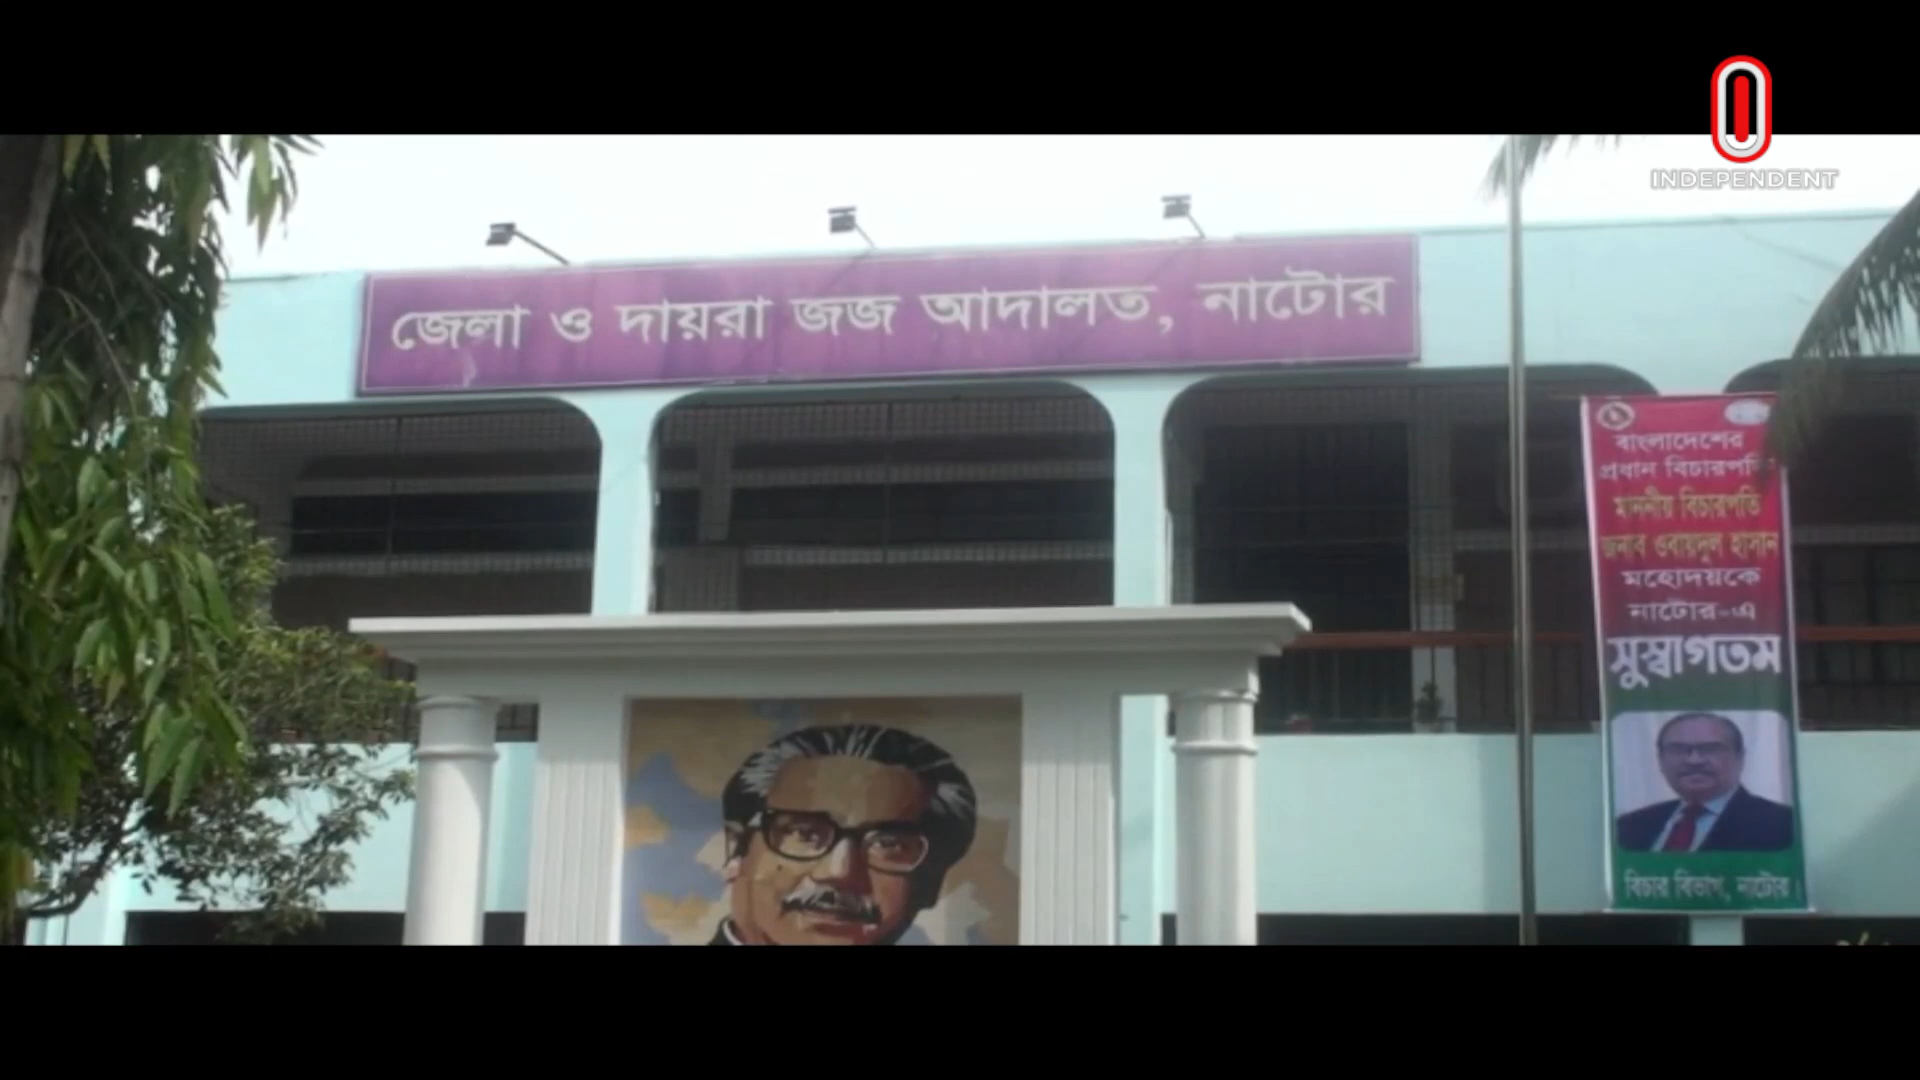 INDEPENDENT
জেলা ও দায়রা জজ আদালত, নাটোর
বাংলাদেশের
প্রধান বিচারপতি
মাননীয় বিচারপতি
জনাব ওবায়দুল হাসান
মহোদয়কে
নাটোর-এ
সুস্বাগতম
বিচার বিভাগ, নাটোর।